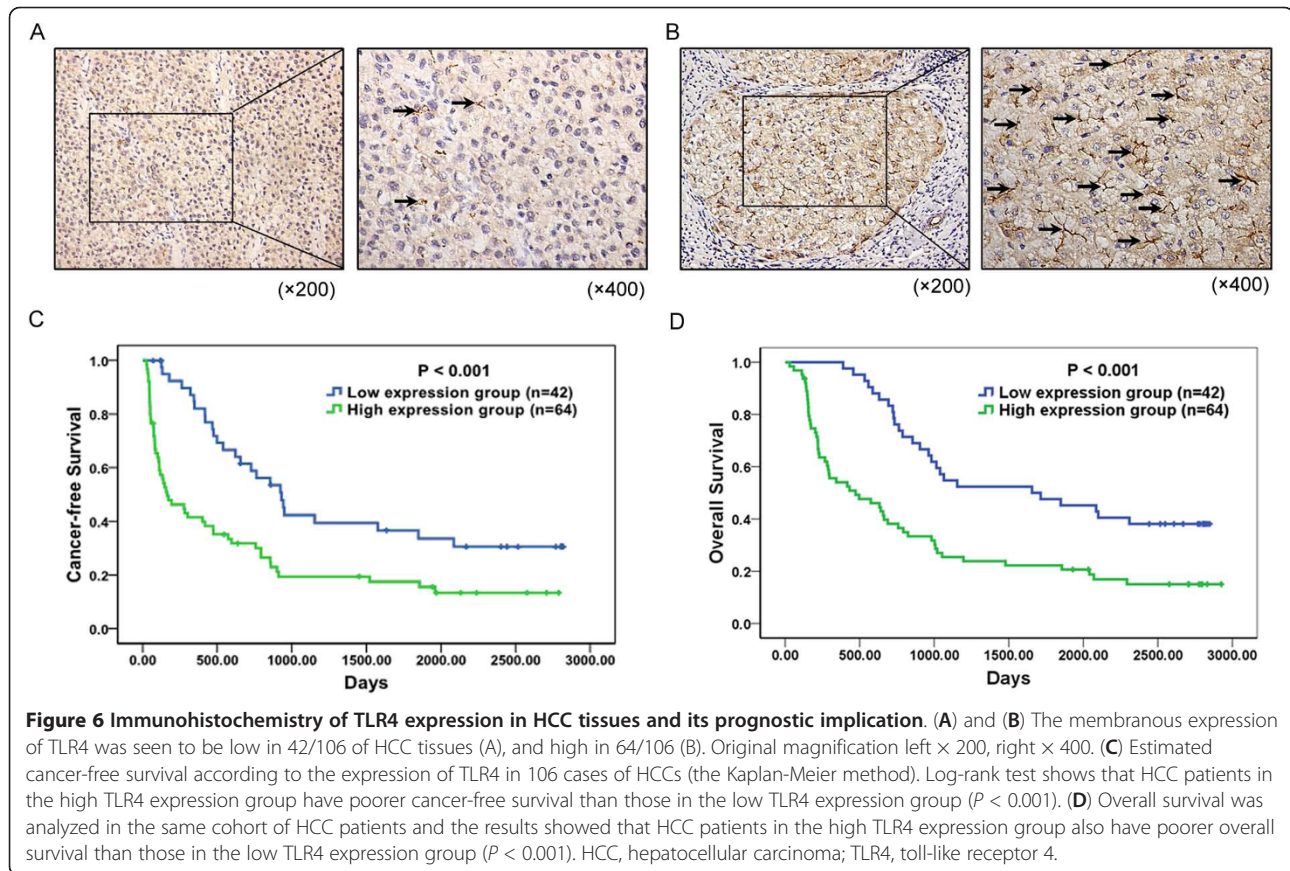 A
B
(×200)
(×400)
(×200)
(×400)
C
D
P < 0.001
Low expression group (n=42)
High expression group (n=64)
Cancer-free Survival
1.0
0.8
0.6
0.4
0.2
0.0
0.00 500.00 1000.00 1500.00 2000.00 2500.00 3000.00
Days
P < 0.001
Low expression group (n=42)
High expression group (n=64)
Overall Survival
1.0
0.8
0.6
0.4
0.2
0.0
0.00 500.00 1000.00 1500.00 2000.00 2500.00 3000.00
Days
Figure 6 Immunohistochemistry of TLR4 expression in HCC tissues and its prognostic implication. (A) and (B) The membranous expression
of TLR4 was seen to be low in 42/106 of HCC tissues (A), and high in 64/106 (B). Original magnification left × 200, right × 400. (C) Estimated
cancer-free survival according to the expression of TLR4 in 106 cases of HCCs (the Kaplan-Meier method). Log-rank test shows that HCC patients in
the high TLR4 expression group have poorer cancer-free survival than those in the low TLR4 expression group (P < 0.001). (D) Overall survival was
analyzed in the same cohort of HCC patients and the results showed that HCC patients in the high TLR4 expression group also have poorer overall
survival than those in the low TLR4 expression group (P < 0.001). HCC, hepatocellular carcinoma; TLR4, toll-like receptor 4.